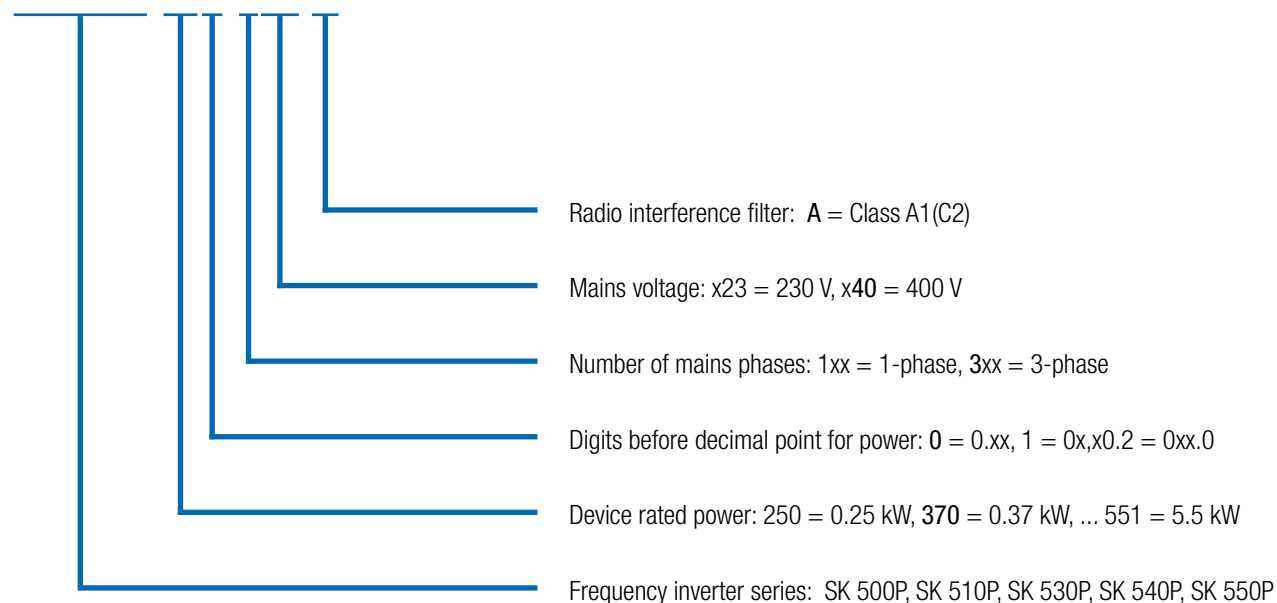 Radio interference filter: A = Class A1(C2)
Mains voltage: x23 = 230 V, x40 = 400 V
Number of mains phases: 1xx = 1-phase, 3xx = 3-phase
Digits before decimal point for power: 0 = 0.xx, 1 = 0x,x0.2 = 0xx.0
Device rated power: 250 = 0.25 kW, 370 = 0.37 kW, ... 551 = 5.5 kW
Frequency inverter series: SK 500P, SK 510P, SK 530P, SK 540P, SK 550P